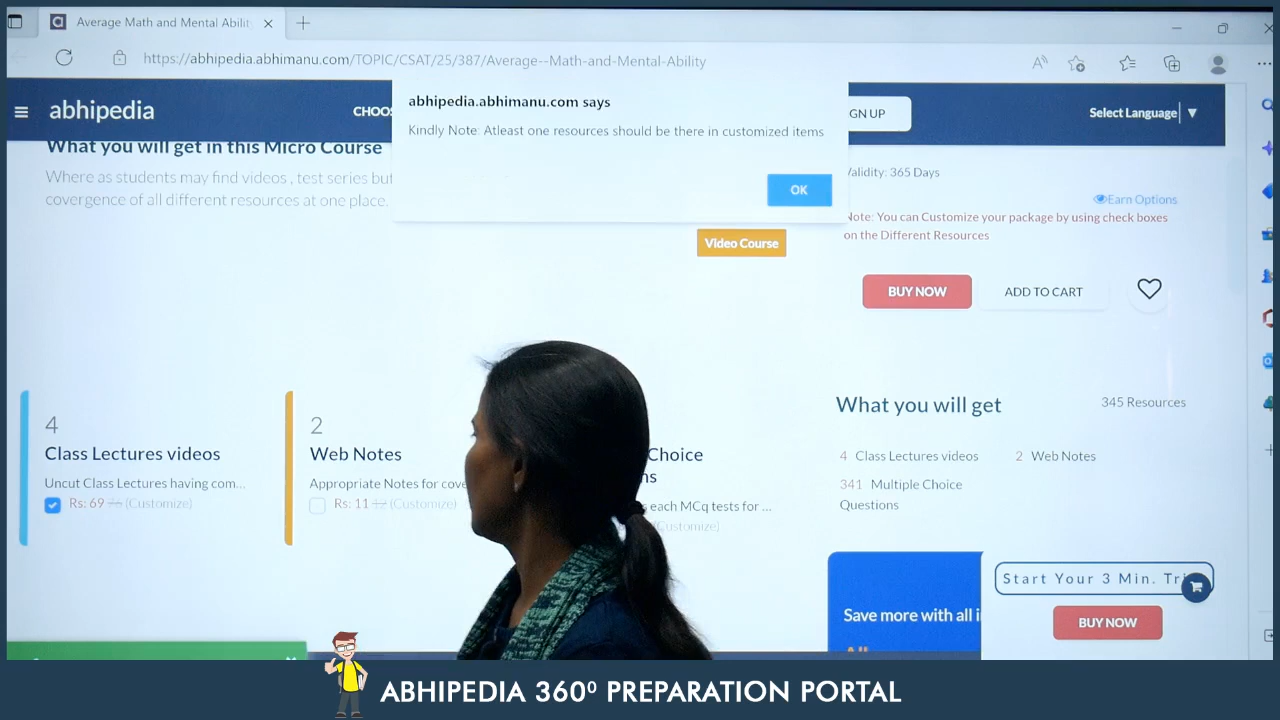 Average Math and Mental Abilit
https://abhipedia.abhimanu.com/TOPIC/CSAT/25/387/Average--Math-and-Mental-Ability
abhipedia
CHOO
abhipedia.abhimanu.com says
Kindly Note: Atleast one resources should be there in customized items
OK
GN UP
Select Language ▼
What you will get in this Micro Course
Where as students may find videos , test series but
covergence of all different resources at one place.
Validity: 365 Days
Earn Options
Note: You can Customize your package by using check boxes
on the Different Resources
Video Course
BUY NOW
ADD TO CART
4
Class Lectures videos
Uncut Class Lectures having com...
Rs: 69 76 (Customize)
2
Web Notes
Appropriate Notes for cove
Rs: 11 12 (Customize)
Choice
ns
each MCq tests for ...
(Customize)
What you will get
345 Resources
4 Class Lectures videos
2 Web Notes
341 Multiple Choice
Questions
Save more with all i
Start Your 3 Min. Tri
BUY NOW
ABHIPEDIA 360⁰ PREPARATION PORTAL